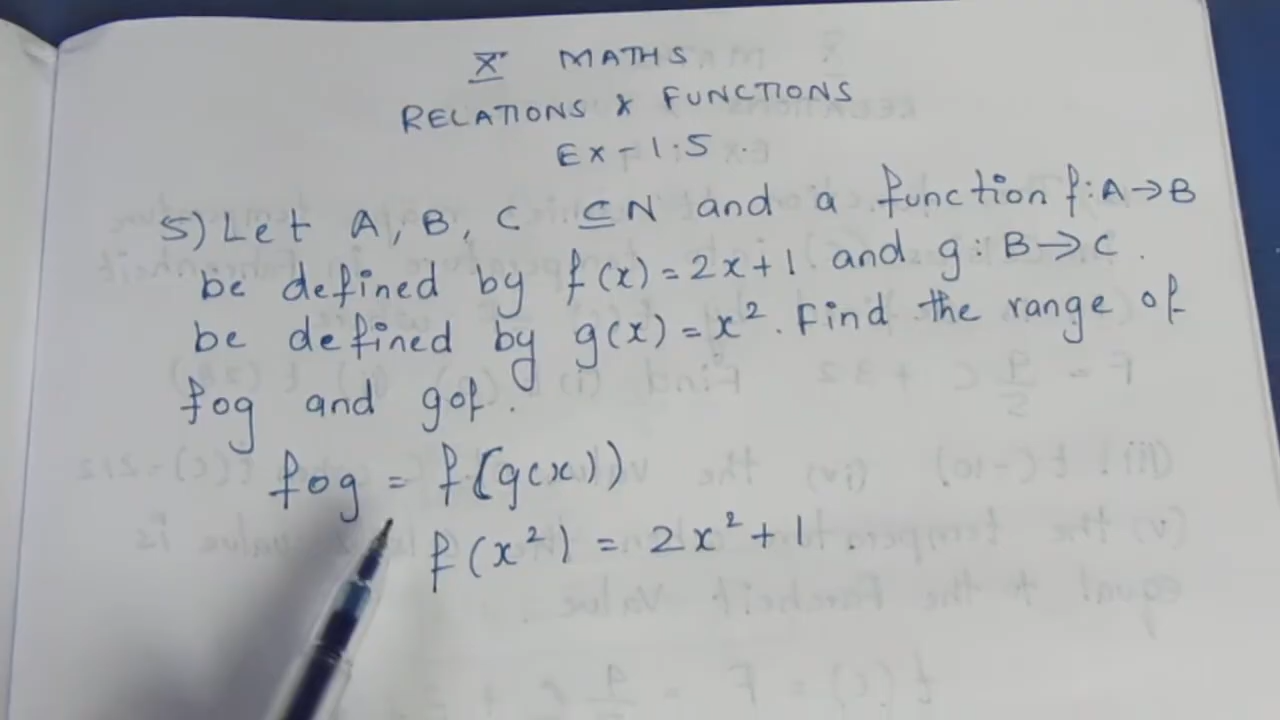 X MATHS
RELATIONS & FUNCTIONS
Ex-1.5.
5) Let A, B, C ⊆ N and a function f: A→B
be defined by f(x) = 2x+1. and g: B→C.
be defined by g(x) = x². Find the range of
fog and gof.
fog = f(g(x))
f(x²) = 2x²+1.